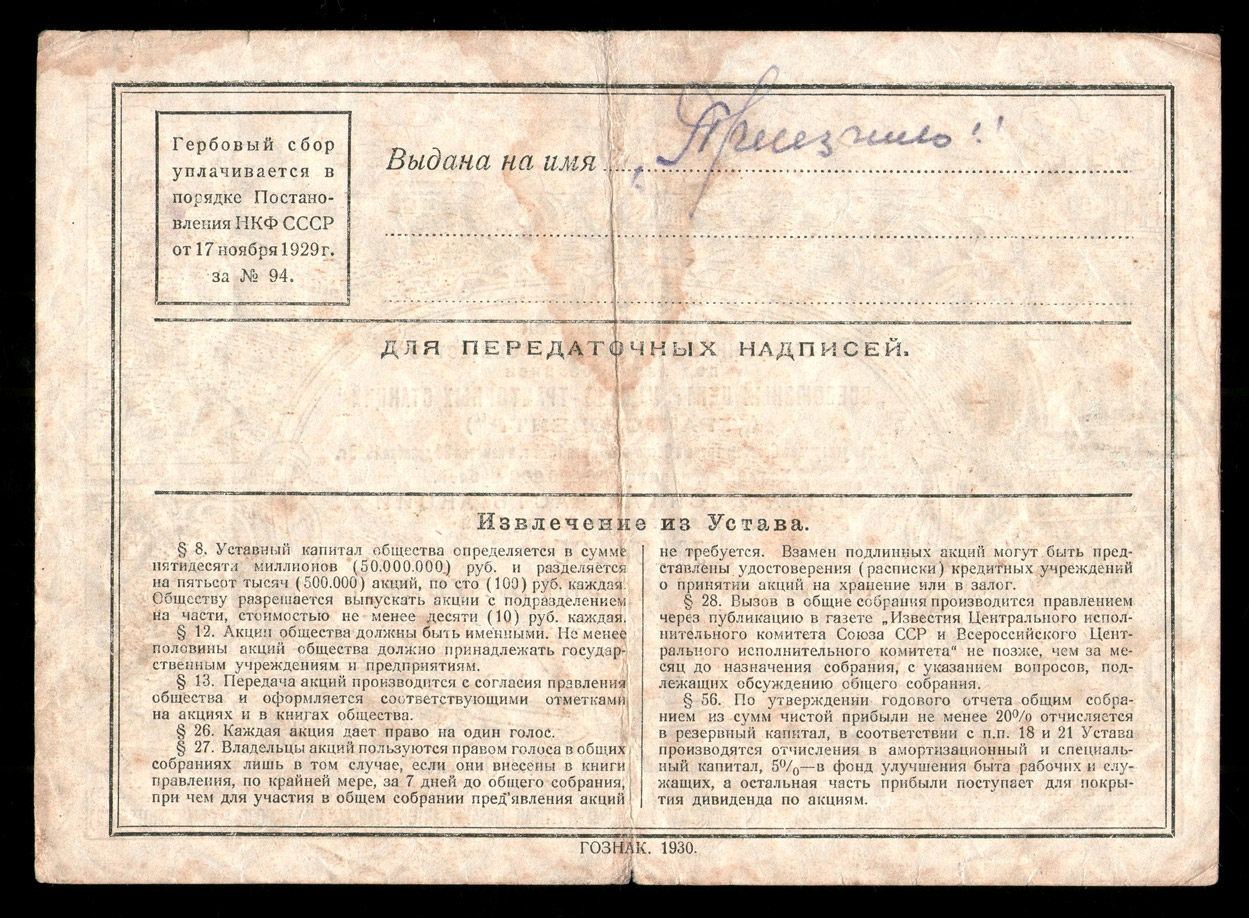 Гербовый сбор
уплачивается в
порядке Постано-
вления НКФ СССР
от 17 ноября 1929 г.
за № 94.
Выдана на имя
ДЛЯ ПЕРЕДАТОЧНЫХ НАДПИСЕЙ.
Извлечение из Устава.
§ 8. Уставный капитал общества определяется в сумме
пятидесяти миллионов (50.000.000) руб. и разделяется
на пятьсот тысяч (500.000) акций, по сто (100) руб. каждая.
Обществу разрешается выпускать акции с подразделением
на части, стоимостью не менее десяти (10) руб. каждая.
§ 12. Акции общества должны быть именными. Не менее
половины акций общества должно принадлежать государ-
ственным учреждениям и предприятиям.
§ 13. Передача акций производится с согласия правления
общества и оформляется соответствующими отметками
на акциях и в книгах общества.
§ 26. Каждая акция дает право на один голос.
§ 27. Владельцы акций пользуются правом голоса в общих
собраниях лишь в том случае, если они внесены в книги
правления, по крайней мере, за 7 дней до общего собрания,
при чем для участия в общем собрании пред'явления акций
не требуется. Взамен подлинных акций могут быть пред-
ставлены удостоверения (расписки) кредитных учреждений
о принятии акций на хранение или в залог.
§ 28. Вызов в общие собрания производится правлением
через публикацию в газете „Известия Центрального испол-
нительного комитета Союза ССР и Всероссийского Цент-
рального исполнительного комитета“ не позже, чем за ме-
сяц до назначения собрания, с указанием вопросов, под-
лежащих обсуждению общего собрания.
§ 56. По утверждении годового отчета общим собра-
нием из сумм чистой прибыли не менее 20% отчисляется
в резервный капитал, в соответствии с п.п. 18 и 21 Устава
производятся отчисления в амортизационный и специаль-
ный капитал, 5%—в фонд улучшения быта рабочих и слу-
жащих, а остальная часть прибыли поступает для покры-
тия дивиденда по акциям.
ГОЗНАК. 1930.